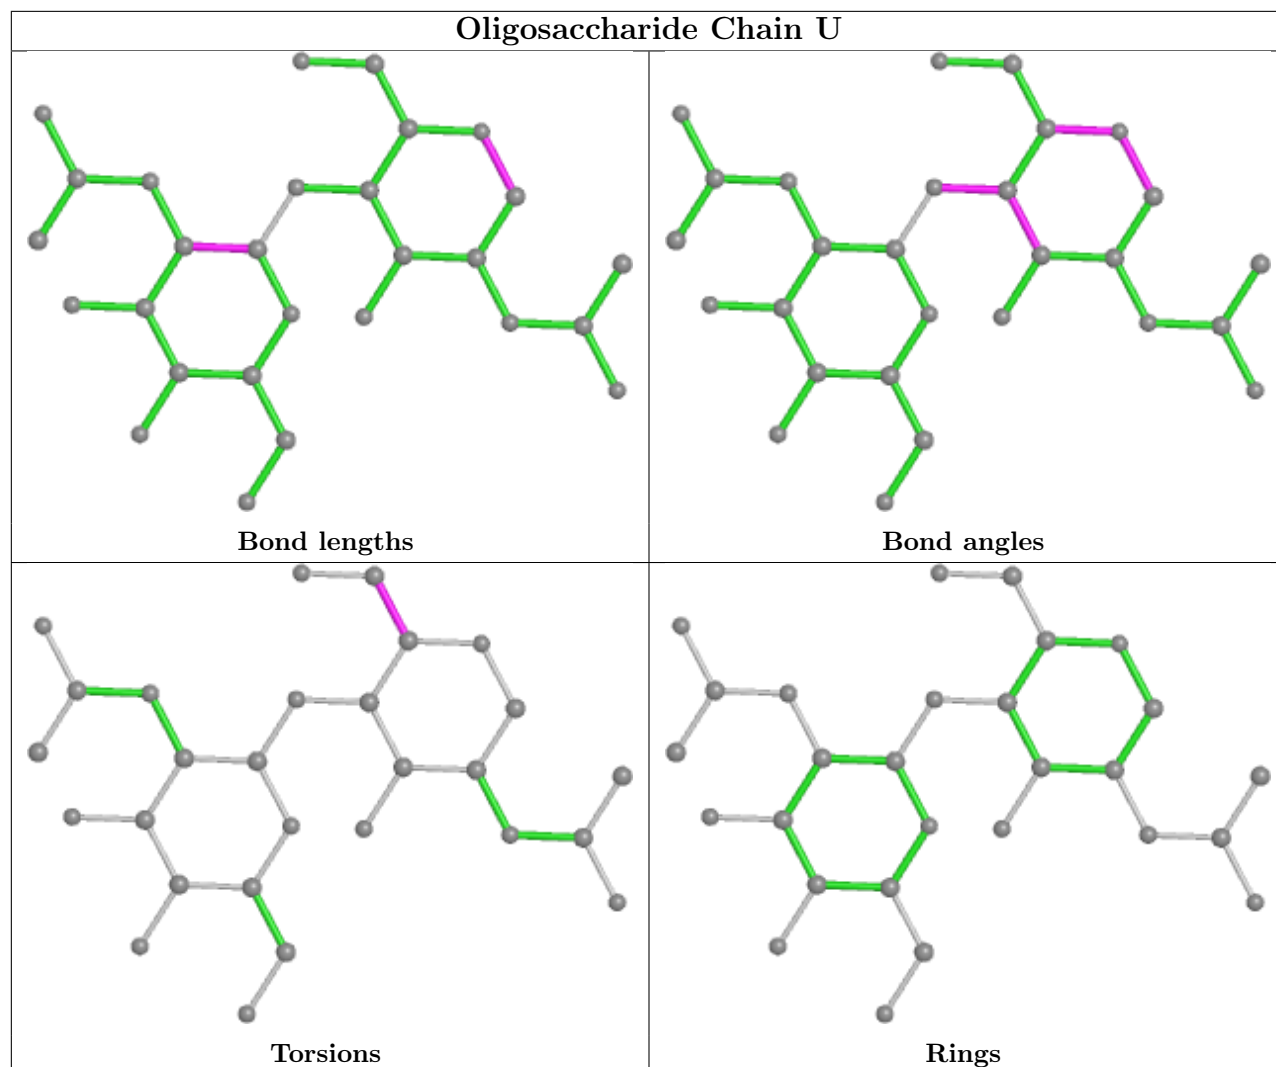 Oligosaccharide Chain U
Bond lengths
Bond angles
Torsions
Rings